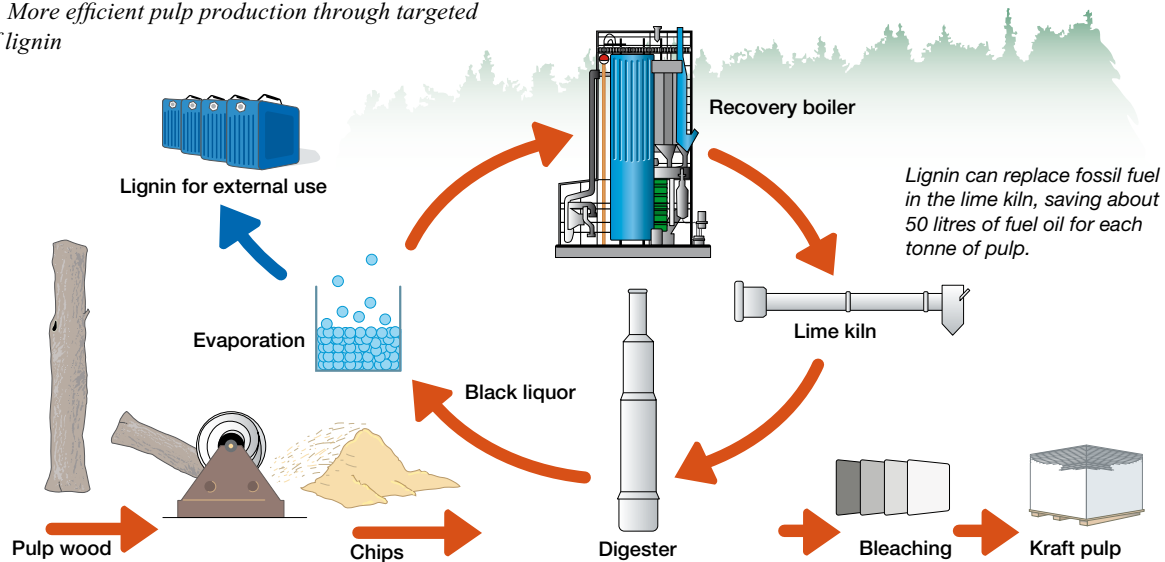 More efficient pulp production through targeted
lignin
Recovery boiler
Lignin for external use
Lignin can replace fossil fuel
in the lime kiln, saving about
50 litres of fuel oil for each
tonne of pulp.
Evaporation
Lime kiln
Black liquor
Pulp wood
Chips
Digester
Bleaching
Kraft pulp